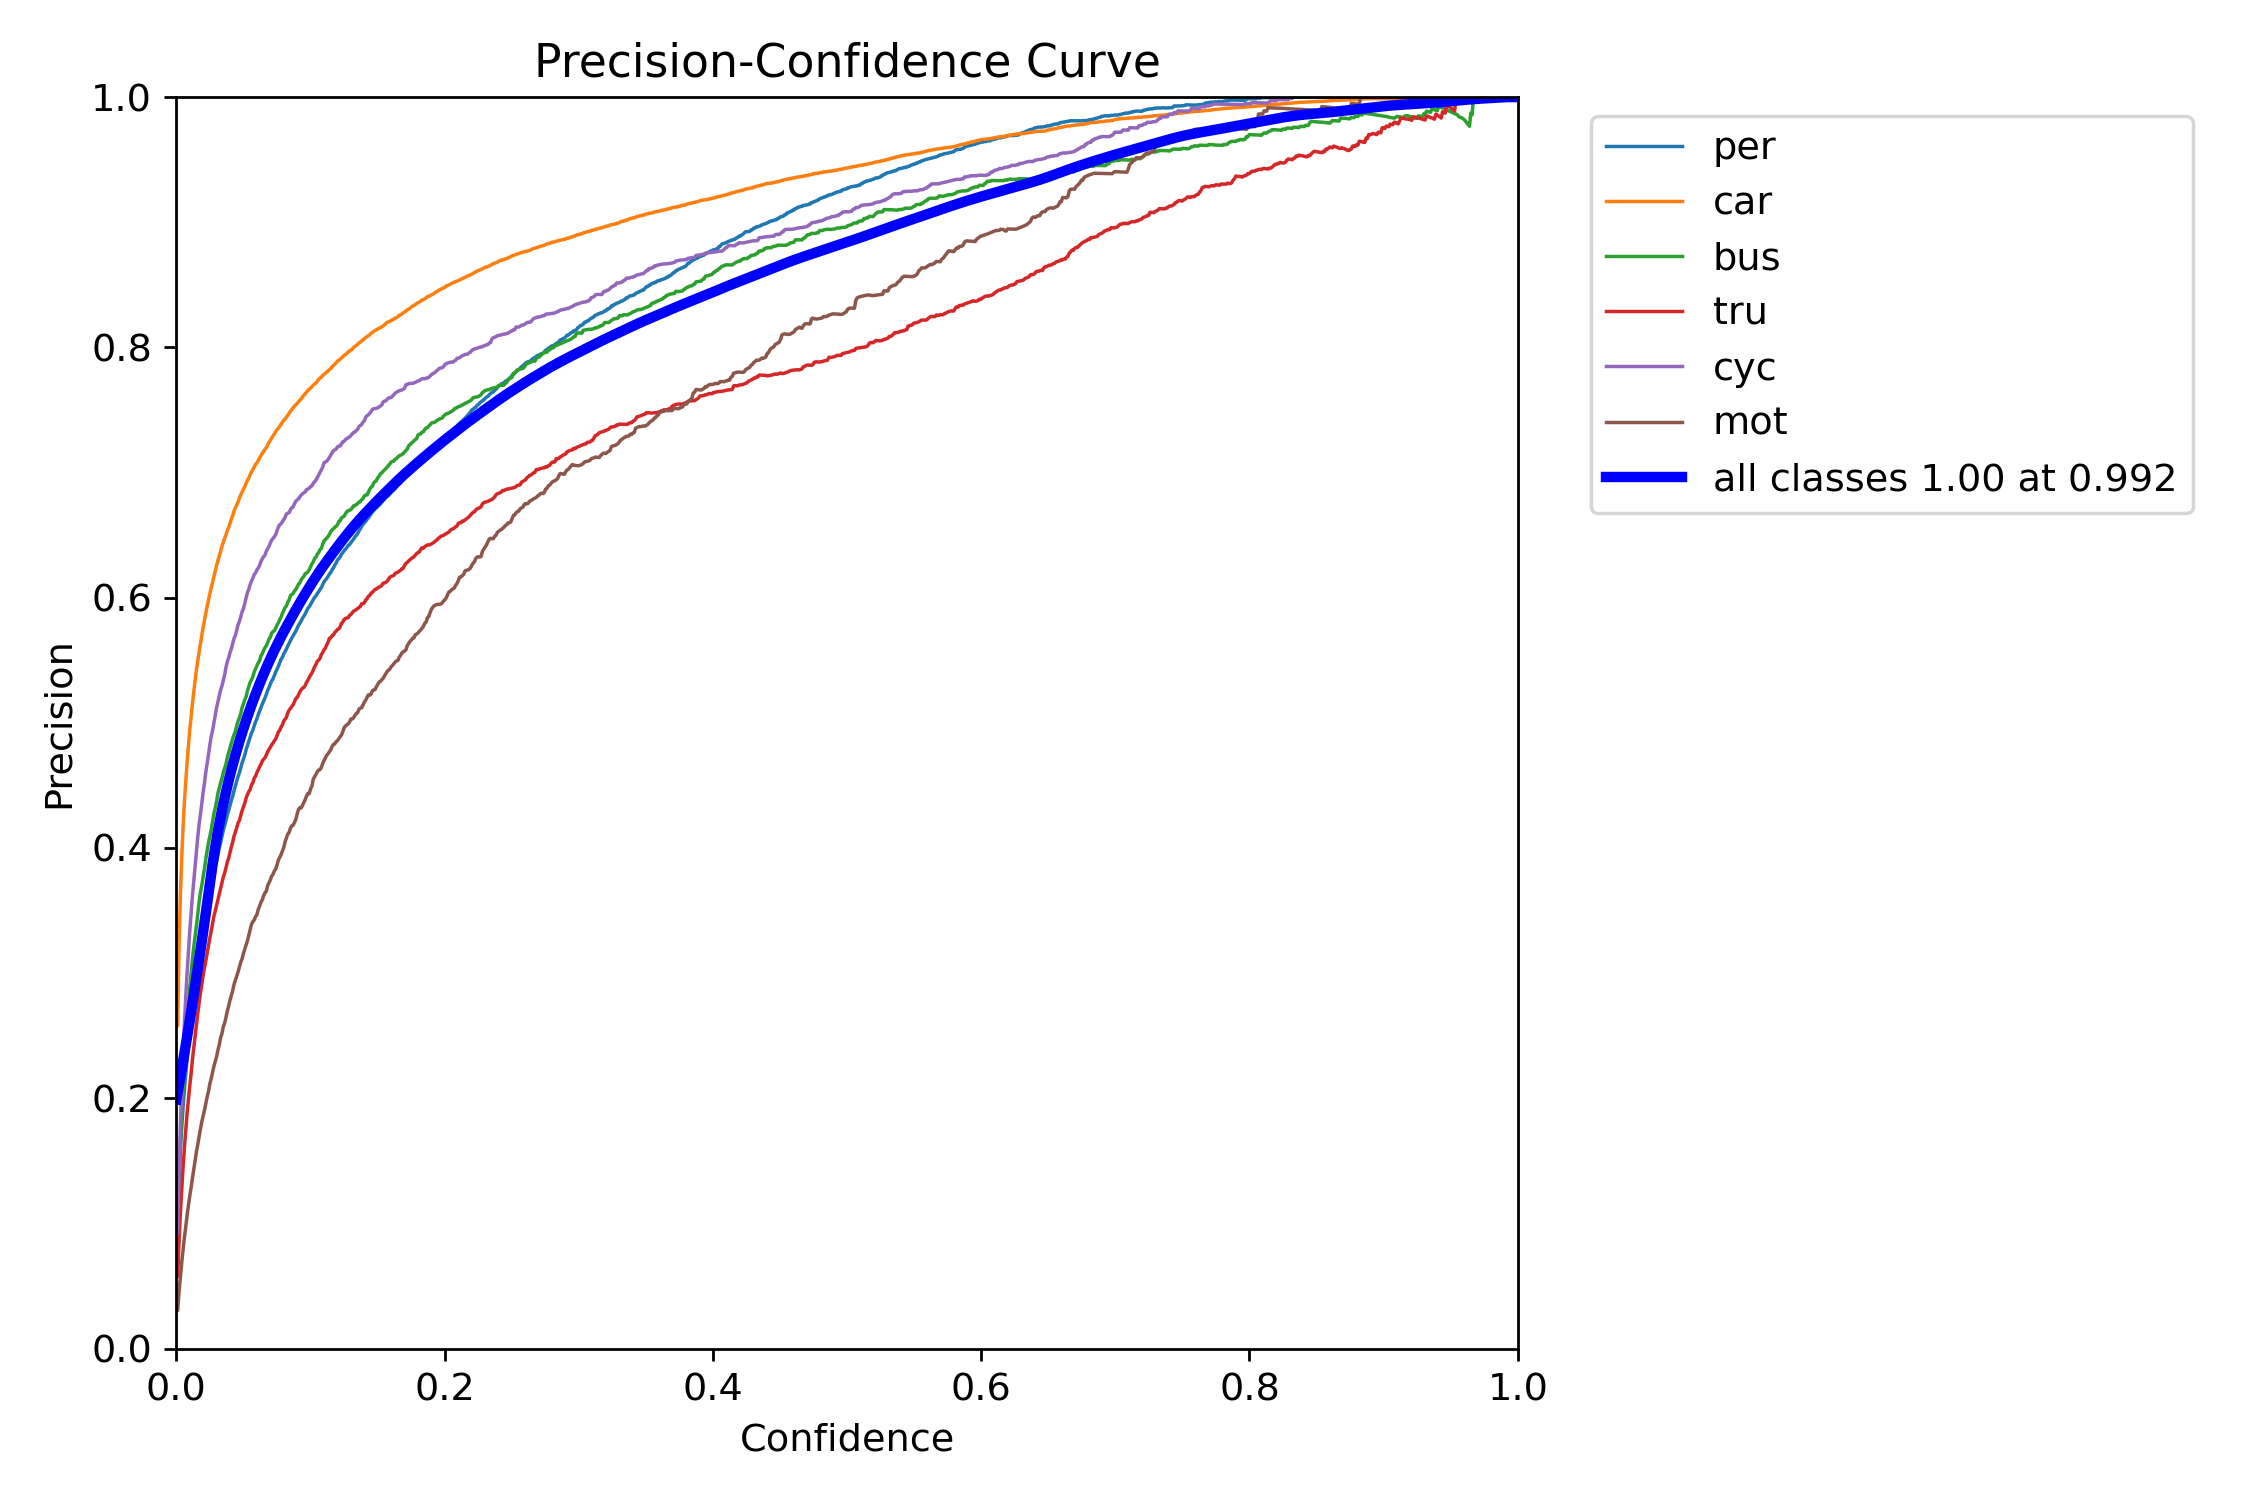 Precision-Confidence Curve
1.0
0.8
0.6
0.4
0.2
0.0
Precision
0.0 0.2 0.4 0.6 0.8 1.0
Confidence
per
car
bus
tru
cyc
mot
all classes 1.00 at 0.992